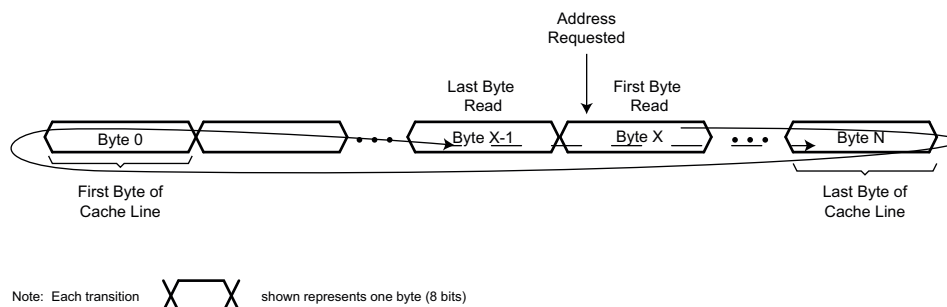 Address
Requested
Last Byte
Read
First Byte
Read
Byte 0
Byte X-1
Byte X
Byte N
First Byte of
Cache Line
Last Byte of
Cache Line
Note: Each transition shown represents one byte (8 bits)